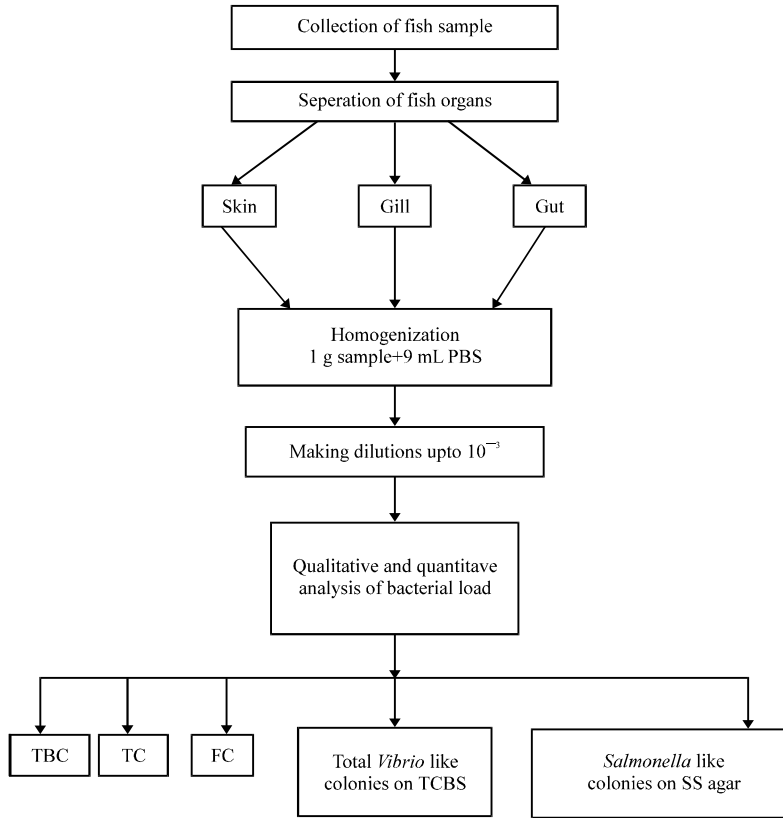 Collection of fish sample
Seperation of fish organs
Skin
Gill
Gut
Homogenization
1 g sample+9 mL PBS
Making dilutions upto 10⁻³
Qualitative and quantitave
analysis of bacterial load
TBC
TC
FC
Total Vibrio like
colonies on TCBS
Salmonella like
colonies on SS agar